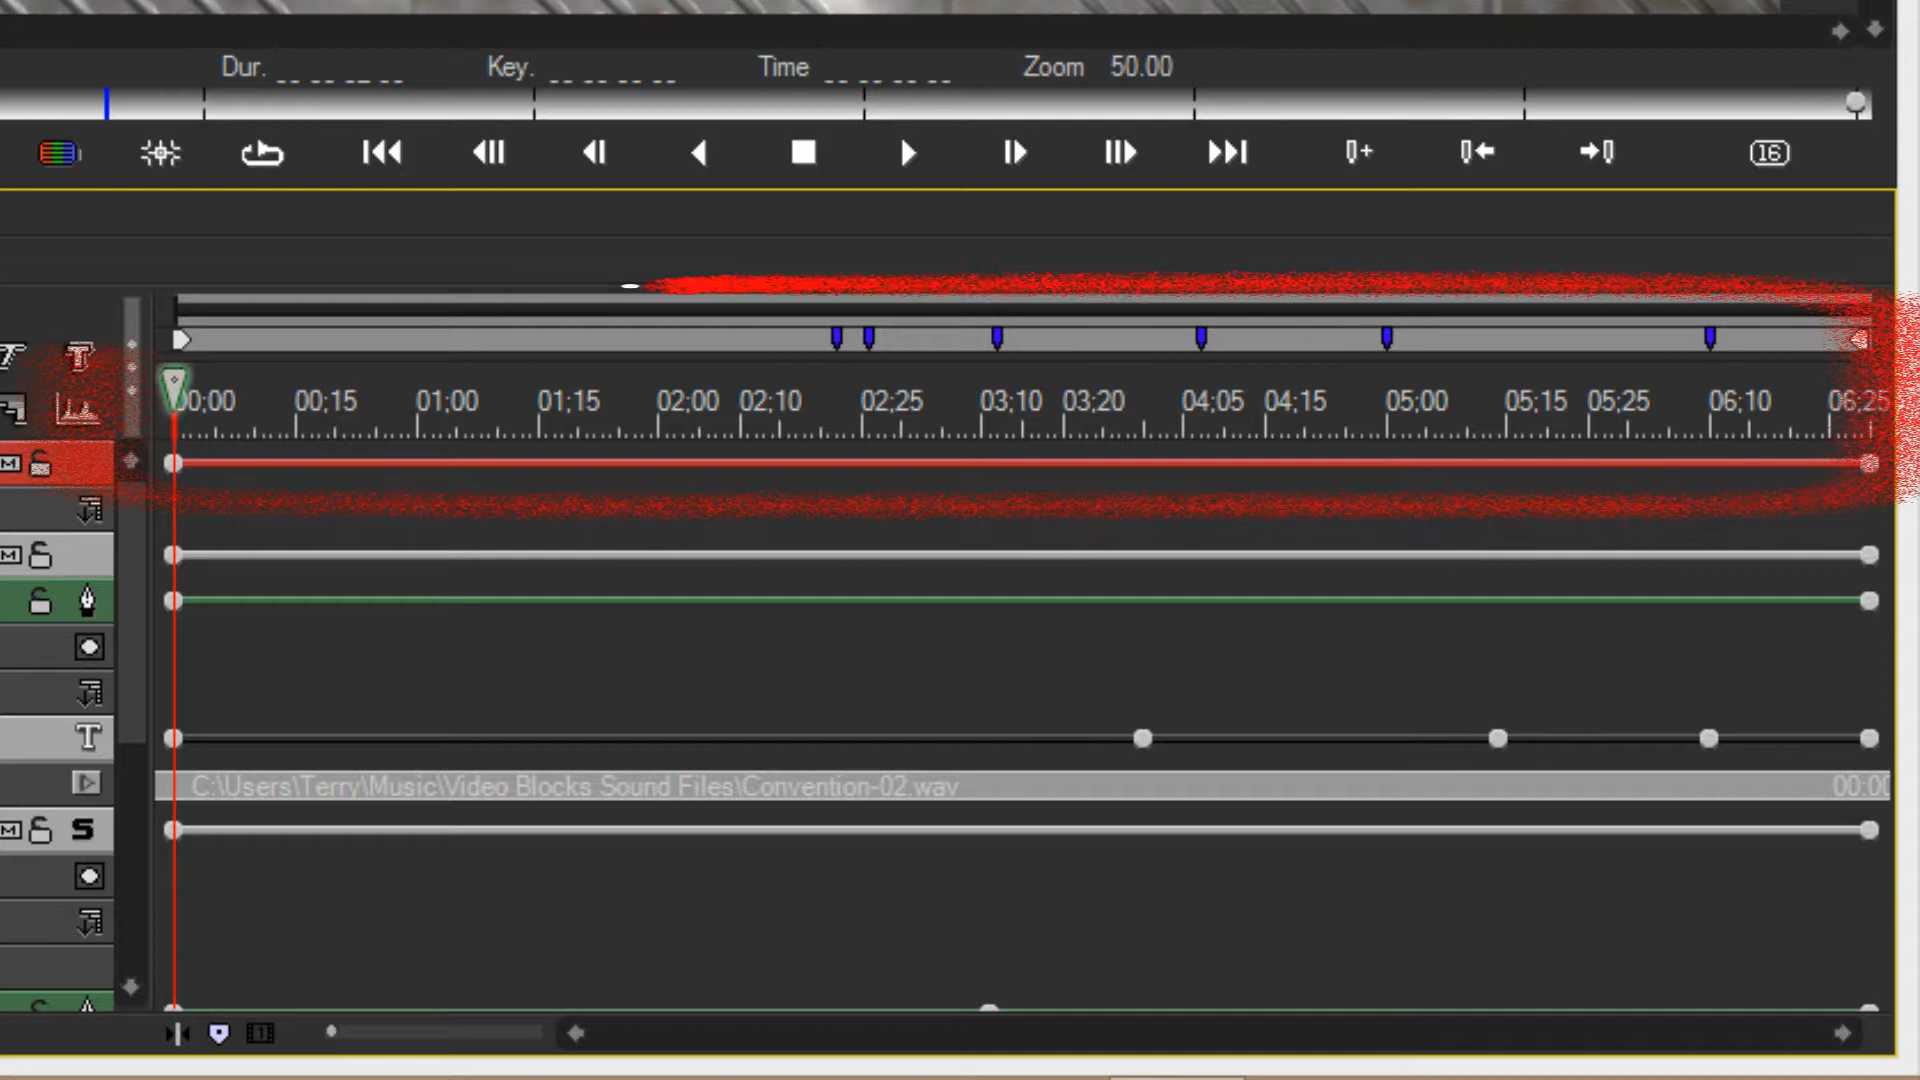 Dur. Key. Time Zoom 50.00
16
00;00 00;15 01;00 01;15 02;00 02;10 02;25 03;10 03;20 04;05 04;15 05;00 05;15 05;25 06;10 06;25
M
M
T
C:\Users\Terry\Music\Video Blocks Sound Files\Convention-02.wav 00:00
M S
1